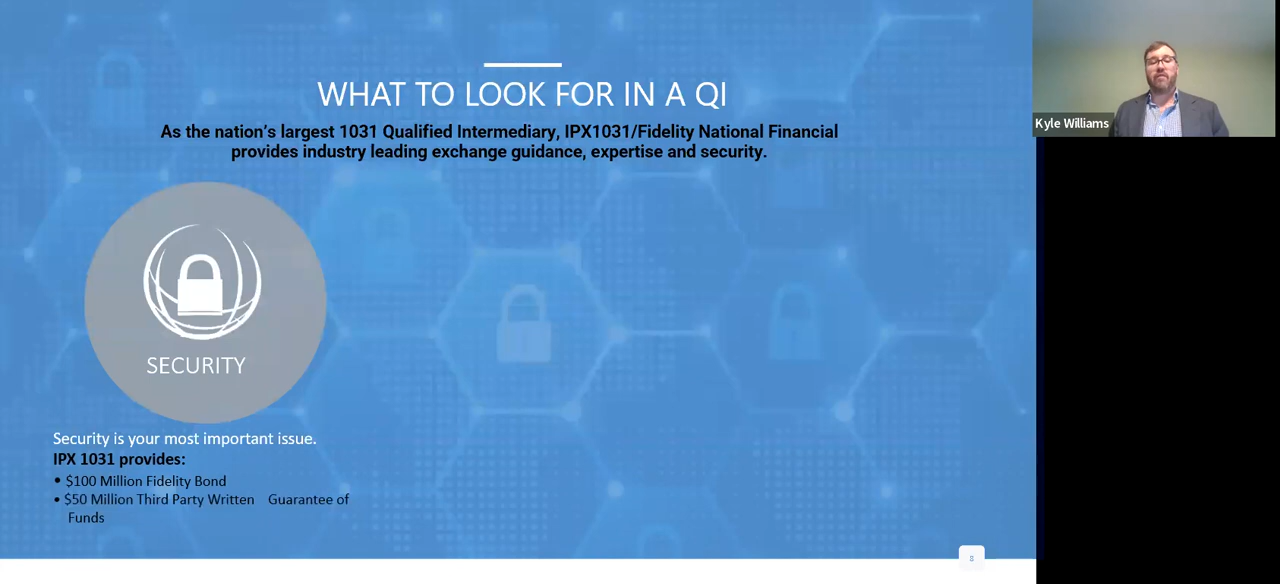 WHAT TO LOOK FOR IN A QI
As the nation's largest 1031 Qualified Intermediary, IPX1031/Fidelity National Financial
provides industry leading exchange guidance, expertise and security.
SECURITY
Security is your most important issue.
IPX 1031 provides:
• $100 Million Fidelity Bond
• $50 Million Third Party Written Guarantee of
Funds
8
Kyle Williams